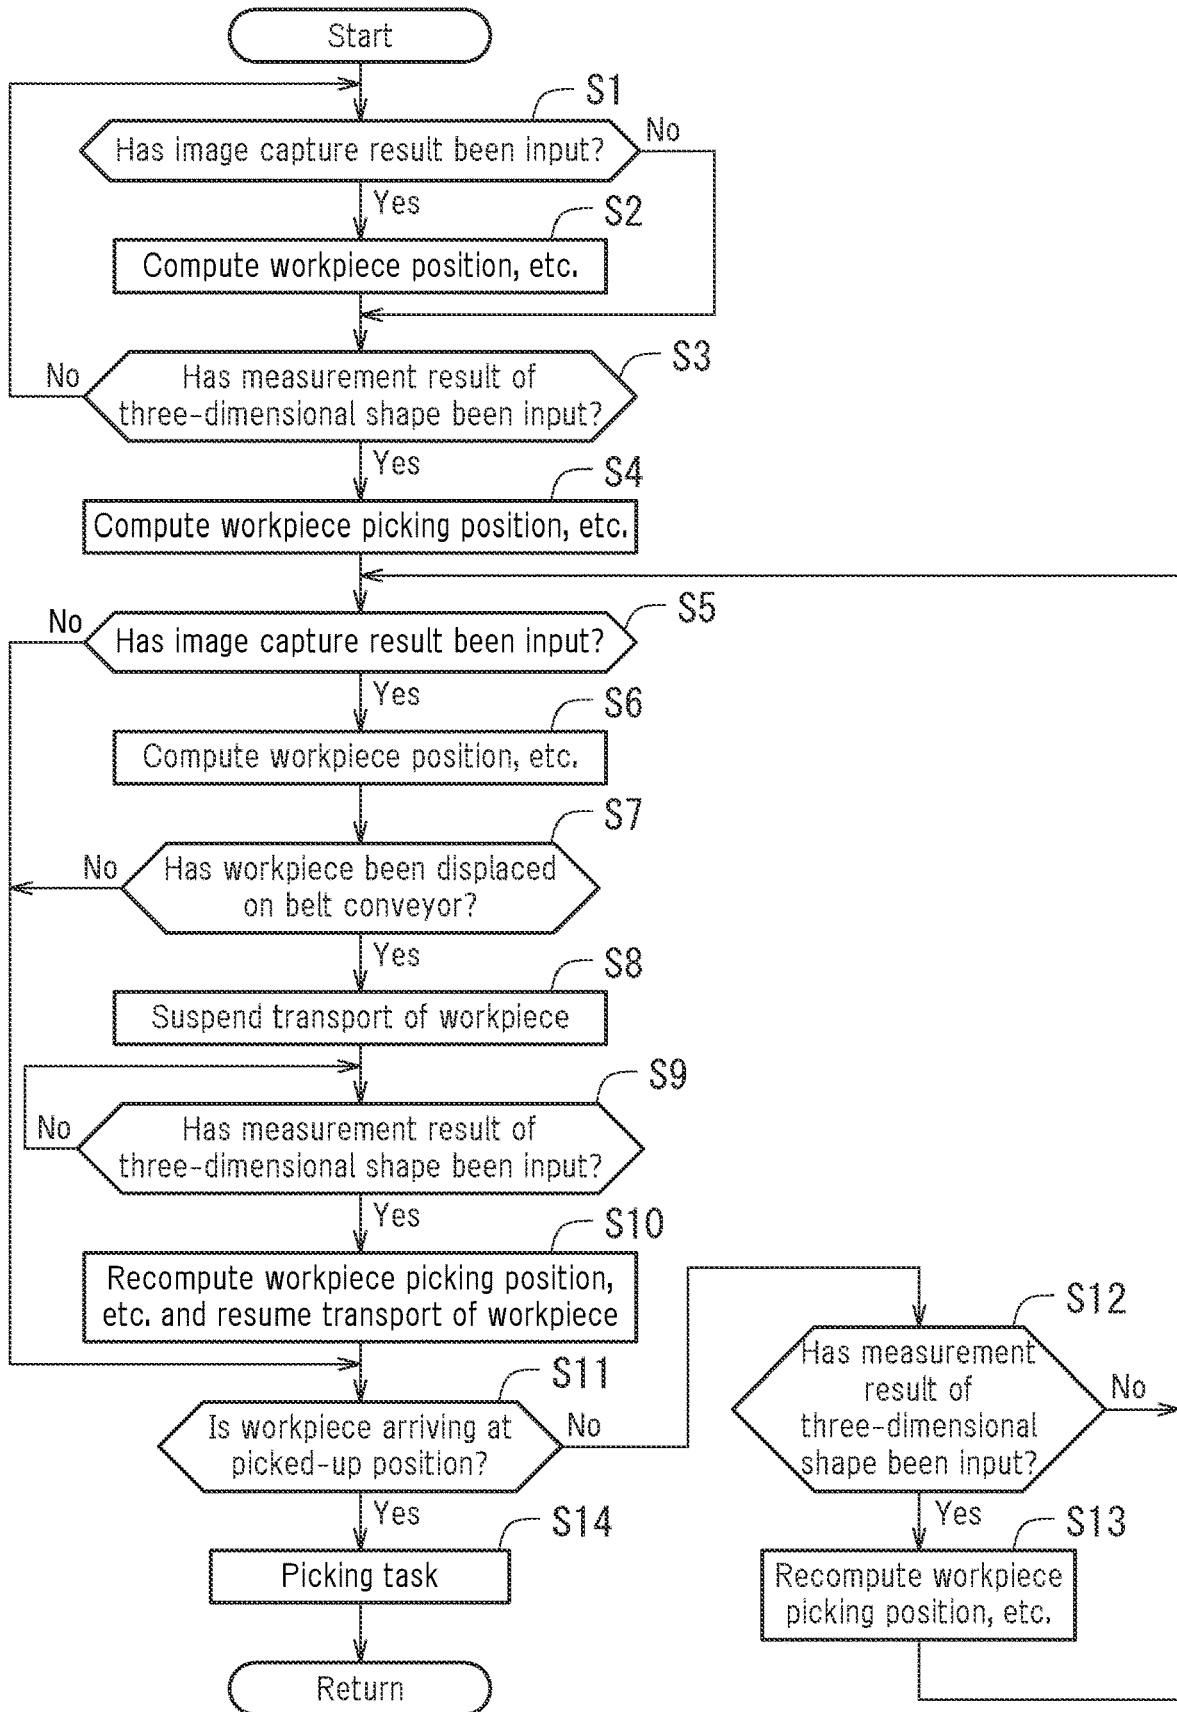 Start
S1
Has image capture result been input?
No
Yes
S2
Compute workpiece position, etc.
S3
No
Has measurement result of
three-dimensional shape been input?
Yes
S4
Compute workpiece picking position, etc.
S5
No
Has image capture result been input?
Yes
S6
Compute workpiece position, etc.
S7
No
Has workpiece been displaced
on belt conveyor?
Yes
S8
Suspend transport of workpiece
S9
No
Has measurement result of
three-dimensional shape been input?
Yes
S10
Recompute workpiece picking position,
etc. and resume transport of workpiece
S11
Is workpiece arriving at
picked-up position?
No
Yes
S12
Has measurement
result of
three-dimensional
shape been input?
No
Yes
S13
Recompute workpiece
picking position, etc.
S14
Picking task
Return